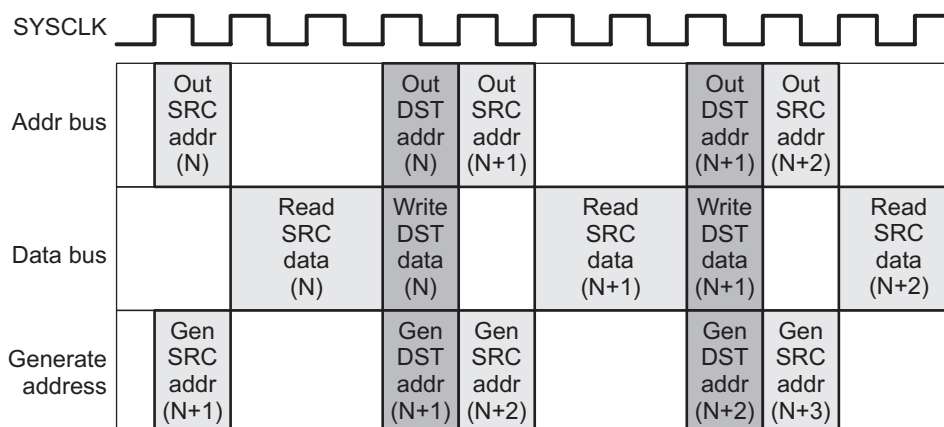 SYSCLK
Addr bus
Out
SRC
addr
(N)
Out
DST
addr
(N)
Out
SRC
addr
(N+1)
Out
DST
addr
(N+1)
Out
SRC
addr
(N+2)
Data bus
Read
SRC
data
(N)
Write
DST
data
(N)
Read
SRC
data
(N+1)
Write
DST
data
(N+1)
Read
SRC
data
(N+2)
Generate
address
Gen
SRC
addr
(N+1)
Gen
DST
addr
(N+1)
Gen
SRC
addr
(N+2)
Gen
DST
addr
(N+2)
Gen
SRC
addr
(N+3)